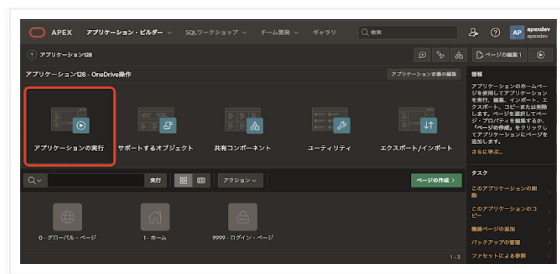 APEX アプリケーション・ビルダー SQLワークショップ チーム開発 ギャラリ 検索 AP apexdev
apexdev
アプリケーション128 ページの編集1
アプリケーション128 - OneDrive操作 アプリケーション定義の編集
アプリケーションの実行 サポートするオブジェクト 共有コンポーネント ユーティリティ エクスポート/インポート
実行 アクション ページの作成
0 - グローバル・ページ 1 - ホーム 9999 - ログイン・ページ
1 - 3
情報
アプリケーションのホームペー
ジを使用してアプリケーション
を実行、編集、インポート、エ
クスポート、コピーまたは削除
します。ページを選択してペー
ジ・プロパティを編集するか、
「ページの作成」をクリックし
てアプリケーションにページを
追加します。
さらに学ぶ...
タスク
このアプリケーションの削
除
このアプリケーションのコ
ピー
機能ページの追加
バックアップの管理
ファセットによる参照